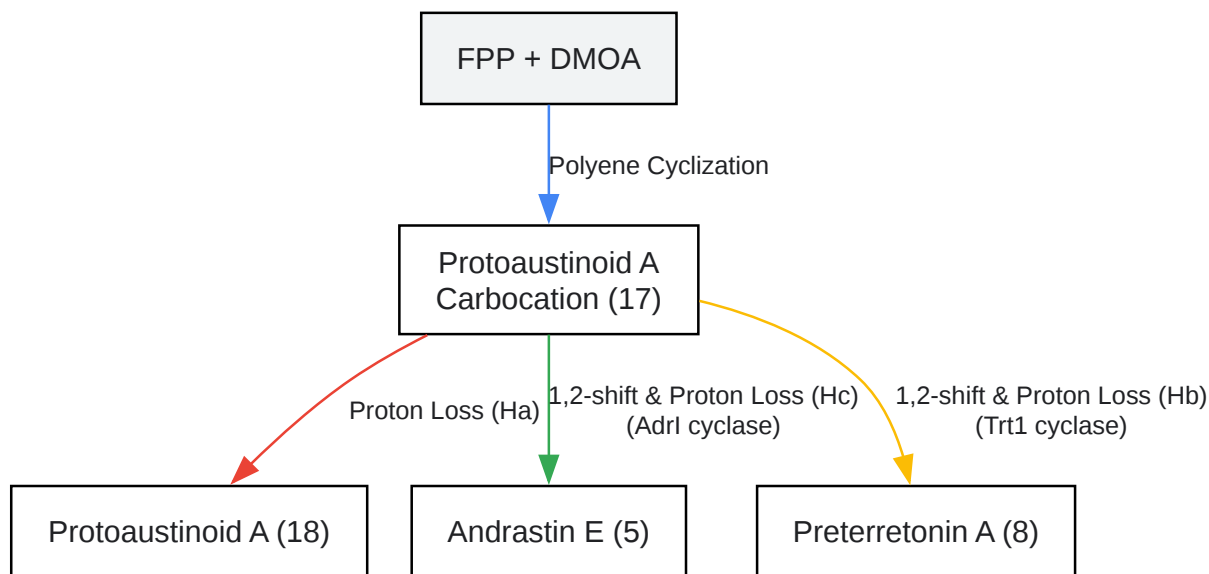 FPP + DMOA
Polyene Cyclization
Protoaustinoid A
Carbocation (17)
Proton Loss (Ha)
1,2-shift & Proton Loss (Hc)
(AdrI cyclase)
1,2-shift & Proton Loss (Hb)
(Trt1 cyclase)
Protoaustinoid A (18)
Andrastin E (5)
Preterretonin A (8)